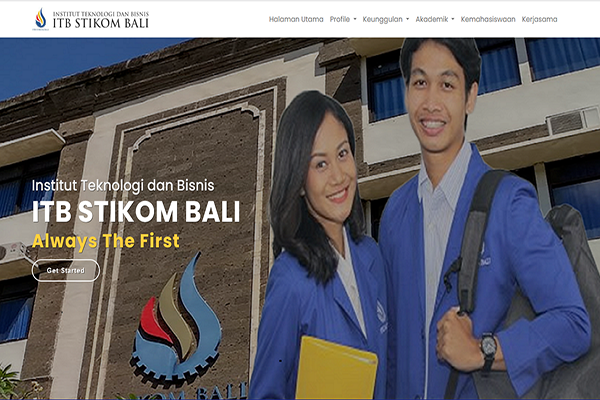 INSTITUT TEKNOLOGI DAN BISNIS
ITB STIKOM BALI
Halaman Utama Profile Keunggulan Akademik Kemahasiswaan Kerjasama
Institut Teknologi dan Bisnis
ITB STIKOM BALI
Always The First
Get Started
BALI